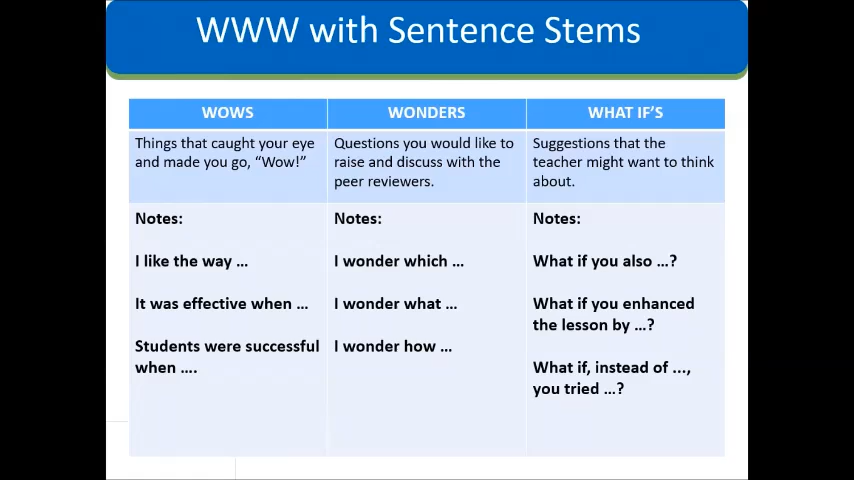 WWW with Sentence Stems
WOWS
WONDERS
WHAT IF'S
Things that caught your eye
and made you go, “Wow!”
Questions you would like to
raise and discuss with the
peer reviewers.
Suggestions that the
teacher might want to think
about.
Notes:
I like the way …
It was effective when …
Students were successful
when ….
Notes:
I wonder which …
I wonder what …
I wonder how …
Notes:
What if you also …?
What if you enhanced
the lesson by …?
What if, instead of ...,
you tried …?